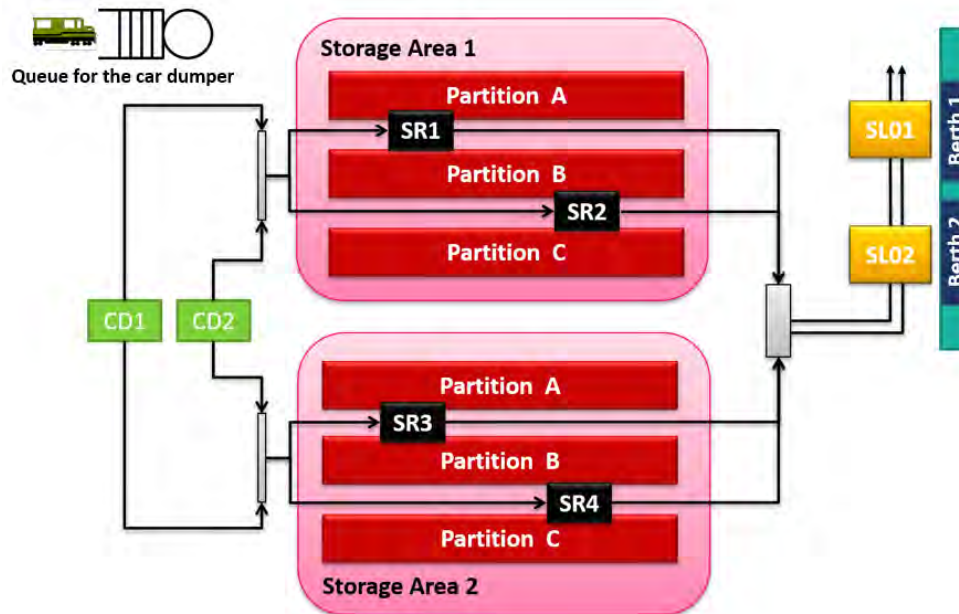 Queue for the car dumper
Storage Area 1
Partition A
SR1
Partition B
SR2
Partition C
CD1
CD2
Partition A
SR3
Partition B
SR4
Partition C
Storage Area 2
SL01
Berth 1
SL02
Berth 2